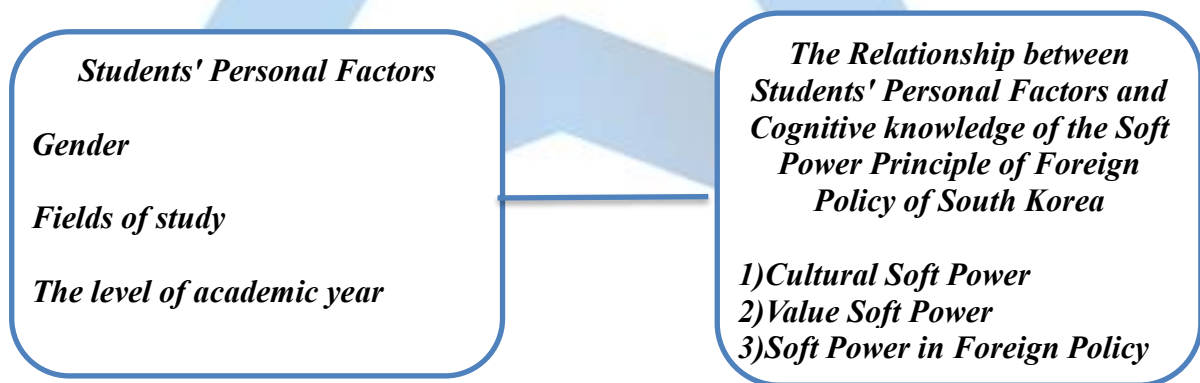 Students' Personal Factors
Gender
Fields of study
The level of academic year
The Relationship between
Students' Personal Factors and
Cognitive knowledge of the Soft
Power Principle of Foreign
Policy of South Korea
1)Cultural Soft Power
2)Value Soft Power
3)Soft Power in Foreign Policy